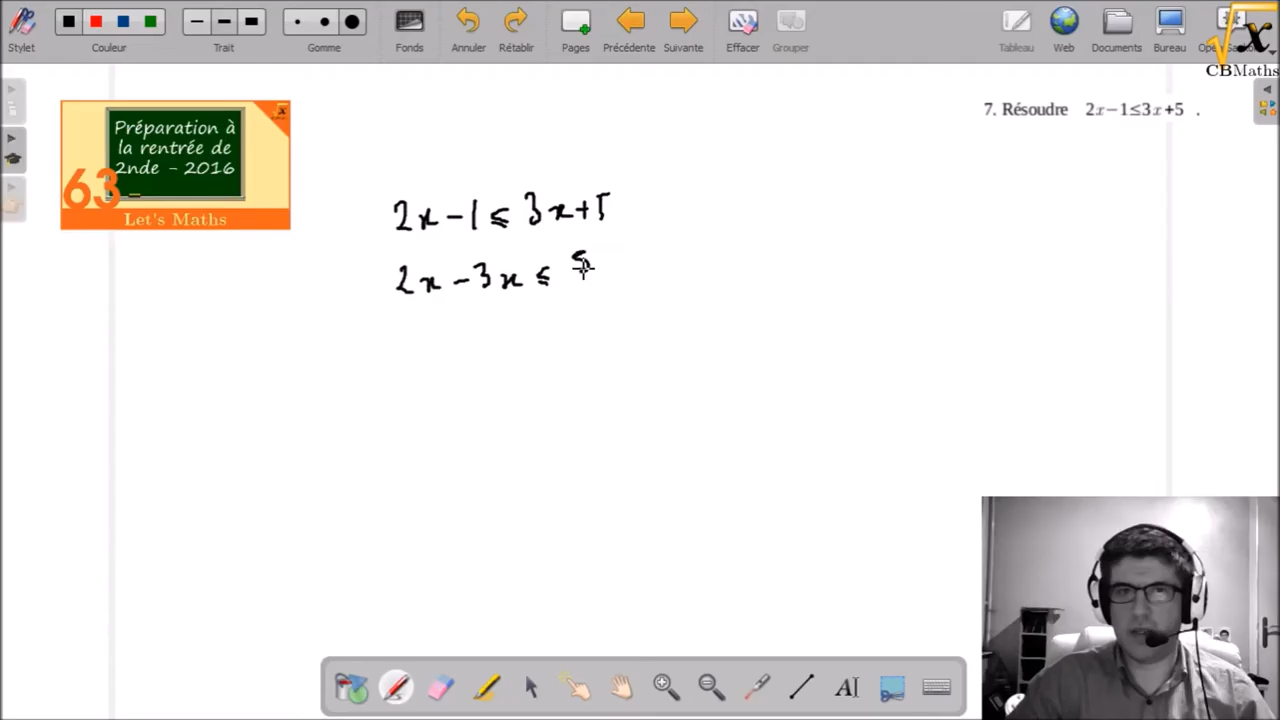 Stylet
Couleur
Trait
Gomme
Fonds
Annuler
Rétablir
Pages
Précédente
Suivante
Effacer
Grouper
Tableau
Web
Documents
Bureau
x
CBMaths
Préparation à
la rentrée de
2nde - 2016
63
Let's Maths
7. Résoudre 2x−1≤3x+5 .
2x − 1 ≤ 3x + 5
2x − 3x ≤ 5